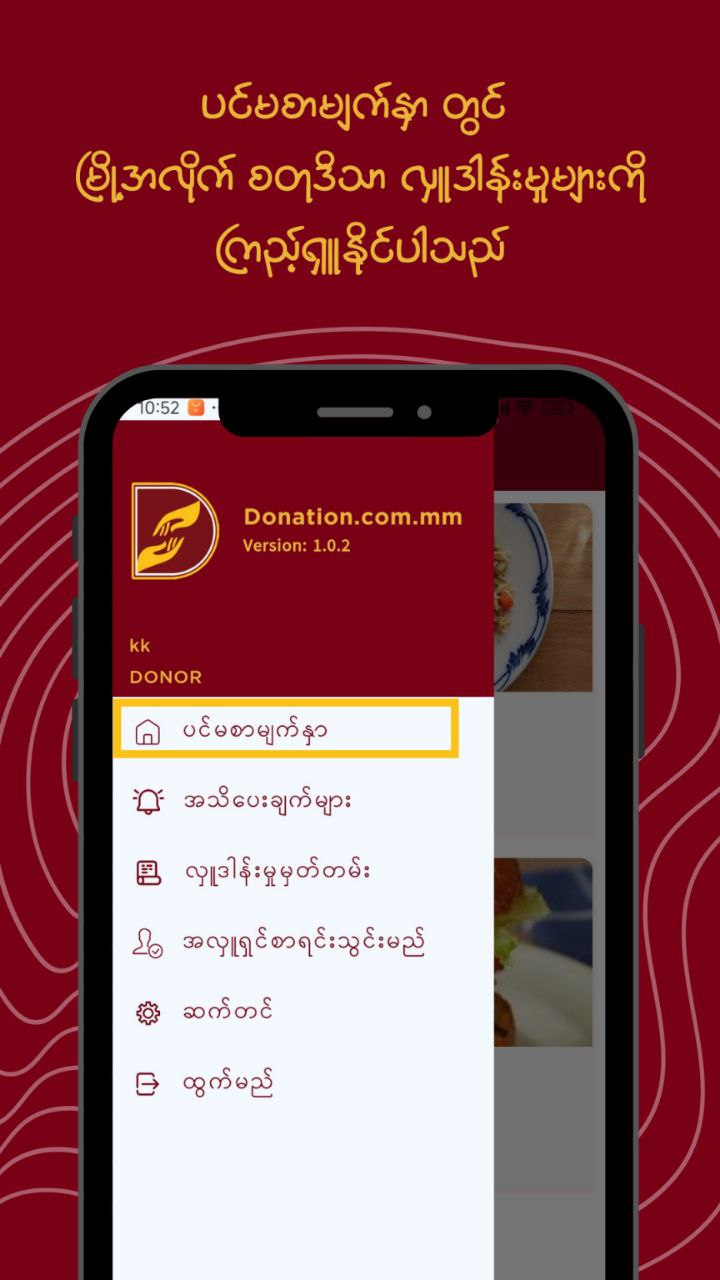 ပင်မစာမျက်နှာ တွင်
မြို့အလိုက် စတုဒိသာ လှူဒါန်းမှုများကို
ကြည့်ရှူနိုင်ပါသည်
10:52
Donation.com.mm
Version: 1.0.2
kk
DONOR
ပင်မစာမျက်နှာ
အသိပေးချက်များ
လှူဒါန်းမှုမှတ်တမ်း
အလှူရှင်စာရင်းသွင်းမည်
ဆက်တင်
ထွက်မည်